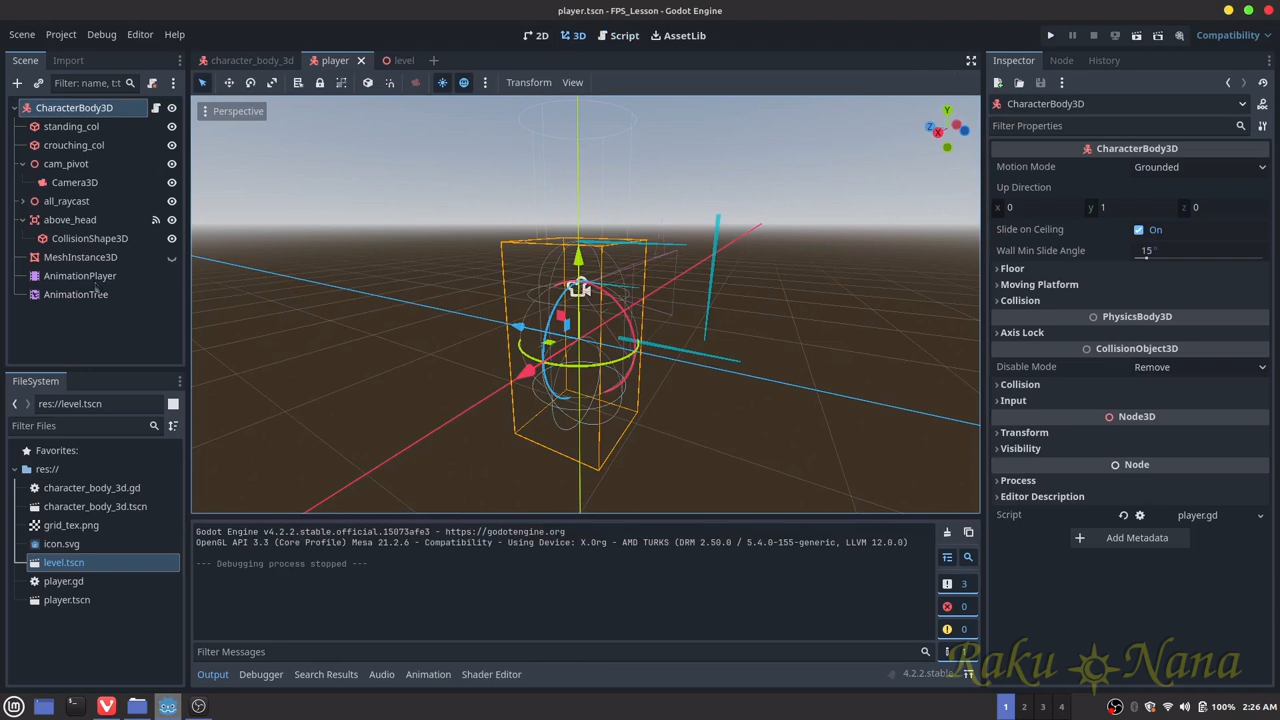 player.tscn - FPS_Lesson - Godot Engine
Scene Project Debug Editor Help
2D 3D Script AssetLib
Compatibility
Scene Import
character_body_3d player level
Inspector Node History
Filter: name, t:t
Transform View
CharacterBody3D
standing_col
crouching_col
cam_pivot
Camera3D
all_raycast
above_head
CollisionShape3D
MeshInstance3D
AnimationPlayer
AnimationTree
Perspective
Y
Z
X
CharacterBody3D
Filter Properties
CharacterBody3D
Motion Mode Grounded
Up Direction
x 0 y 1 z 0
Slide on Ceiling On
Wall Min Slide Angle 15 °
Floor
Moving Platform
Collision
PhysicsBody3D
Axis Lock
CollisionObject3D
Disable Mode Remove
Collision
Input
Node3D
Transform
Visibility
Node
Process
Editor Description
Script player.gd
Add Metadata
FileSystem
res://level.tscn
Filter Files
Favorites:
res://
character_body_3d.gd
character_body_3d.tscn
grid_tex.png
icon.svg
level.tscn
player.gd
player.tscn
Godot Engine v4.2.2.stable.official.15073afe3 - https://godotengine.org
OpenGL API 3.3 (Core Profile) Mesa 21.2.6 - Compatibility - Using Device: X.Org - AMD TURKS (DRM 2.50.0 / 5.4.0-155-generic, LLVM 12.0.0)
--- Debugging process stopped ---
3
0
0
Filter Messages
Output Debugger Search Results Audio Animation Shader Editor
4.2.2.stable
Raku Nana
1 2 3 4
100% 2:26 AM